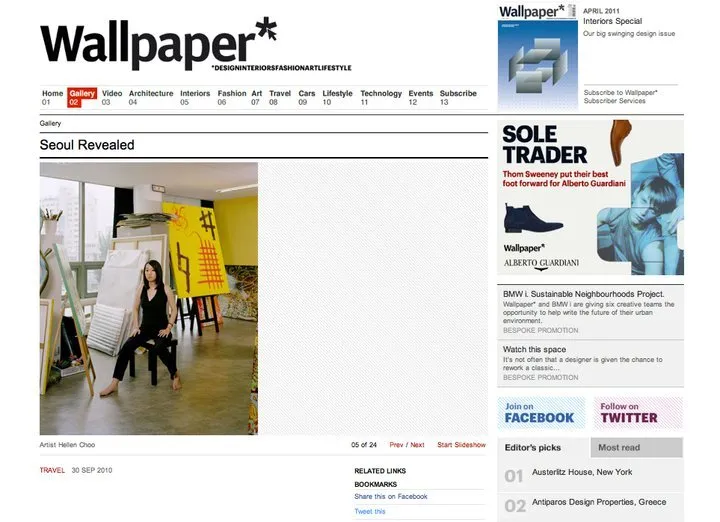 Wallpaper*
*DESIGNINTERIORSFASHIONARTLIFESTYLE
Home Gallery Video Architecture Interiors Fashion Art Travel Cars Lifestyle Technology Events Subscribe
01 02 03 04 05 06 07 08 09 10 11 12 13
Gallery
Seoul Revealed
Artist Hellen Choo
05 of 24 Prev / Next Start Slideshow
TRAVEL 30 SEP 2010
RELATED LINKS
BOOKMARKS
Share this on Facebook
Tweet this
Wallpaper*
APRIL 2011
Interiors Special
Our big swinging design issue
Subscribe to Wallpaper*
Subscriber Services
SOLE
TRADER
Thom Sweeney put their best
foot forward for Alberto Guardiani
Wallpaper*
ALBERTO GUARDIANI
BMW i. Sustainable Neighbourhoods Project.
Wallpaper* and BMW i are giving six creative teams the
opportunity to help write the future of their urban
environment.
BESPOKE PROMOTION
Watch this space
It's not often that a designer is given the chance to
rework a classic...
BESPOKE PROMOTION
Join on
FACEBOOK
Follow on
TWITTER
Editor's picks
Most read
01 Austerlitz House, New York
02 Antiparos Design Properties, Greece